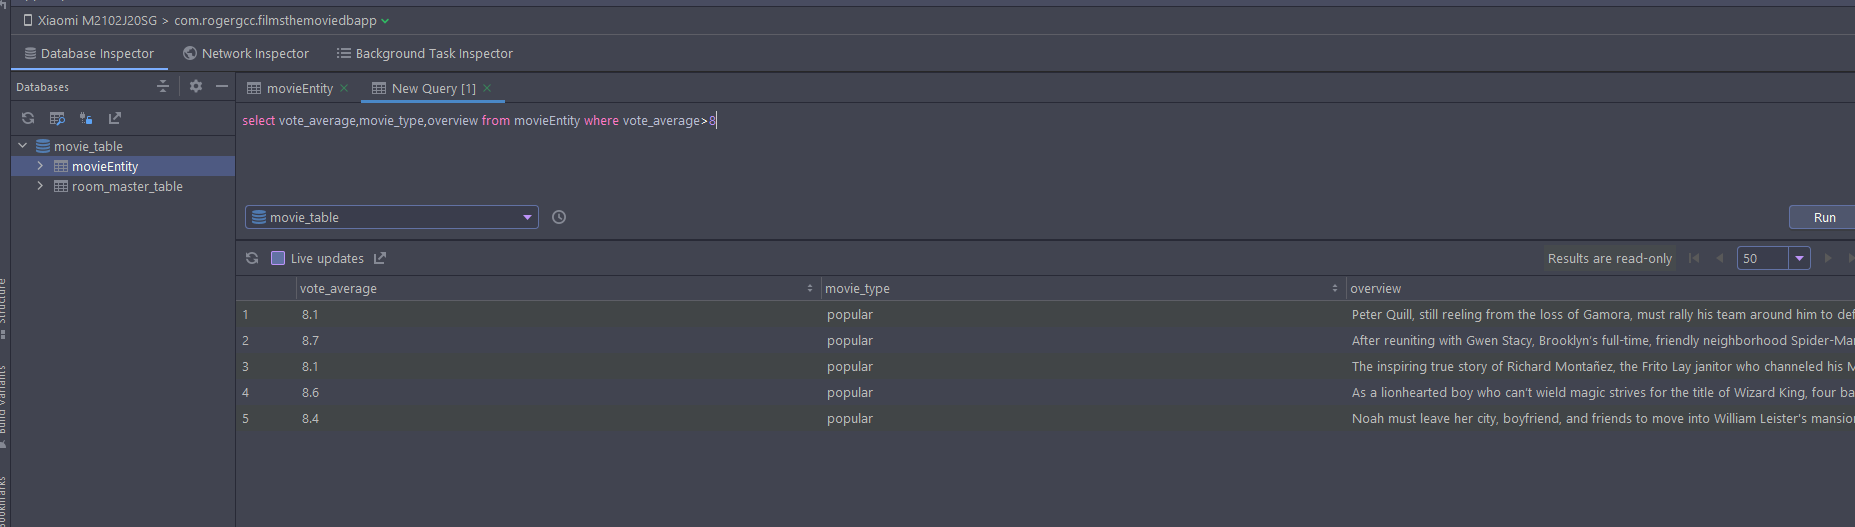 Xiaomi M2102J20SG > com.rogergcc.filmsthemoviedbapp
Database Inspector
Network Inspector
Background Task Inspector
Databases
movieEntity
New Query [1]
select vote_average,movie_type,overview from movieEntity where vote_average>8
movie_table
movieEntity
room_master_table
movie_table
Run
Live updates
Results are read-only
50
vote_average movie_type overview
1 8.1 popular Peter Quill, still reeling from the loss of Gamora, must rally his team around him to def
2 8.7 popular After reuniting with Gwen Stacy, Brooklyn's full-time, friendly neighborhood Spider-Ma
3 8.1 popular The inspiring true story of Richard Montañez, the Frito Lay janitor who channeled his M
4 8.6 popular As a lionhearted boy who can't wield magic strives for the title of Wizard King, four ba
5 8.4 popular Noah must leave her city, boyfriend, and friends to move into William Leister's mansion
Structure
Build Variants
Bookmarks